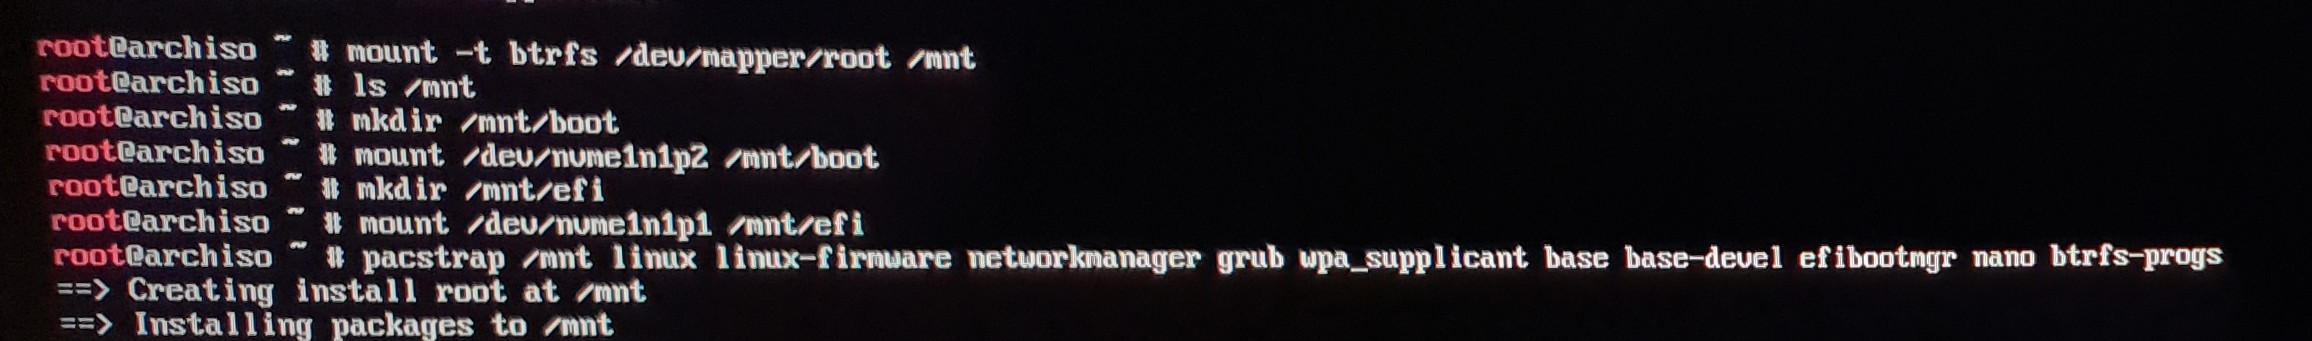 root@archiso ~ # mount -t btrfs /dev/mapper/root /mnt
root@archiso ~ # ls /mnt
root@archiso ~ # mkdir /mnt/boot
root@archiso ~ # mount /dev/nvme1n1p2 /mnt/boot
root@archiso ~ # mkdir /mnt/efi
root@archiso ~ # mount /dev/nvme1n1p1 /mnt/efi
root@archiso ~ # pacstrap /mnt linux linux-firmware networkmanager grub wpa_supplicant base base-devel efibootmgr nano btrfs-progs
==> Creating install root at /mnt
==> Installing packages to /mnt